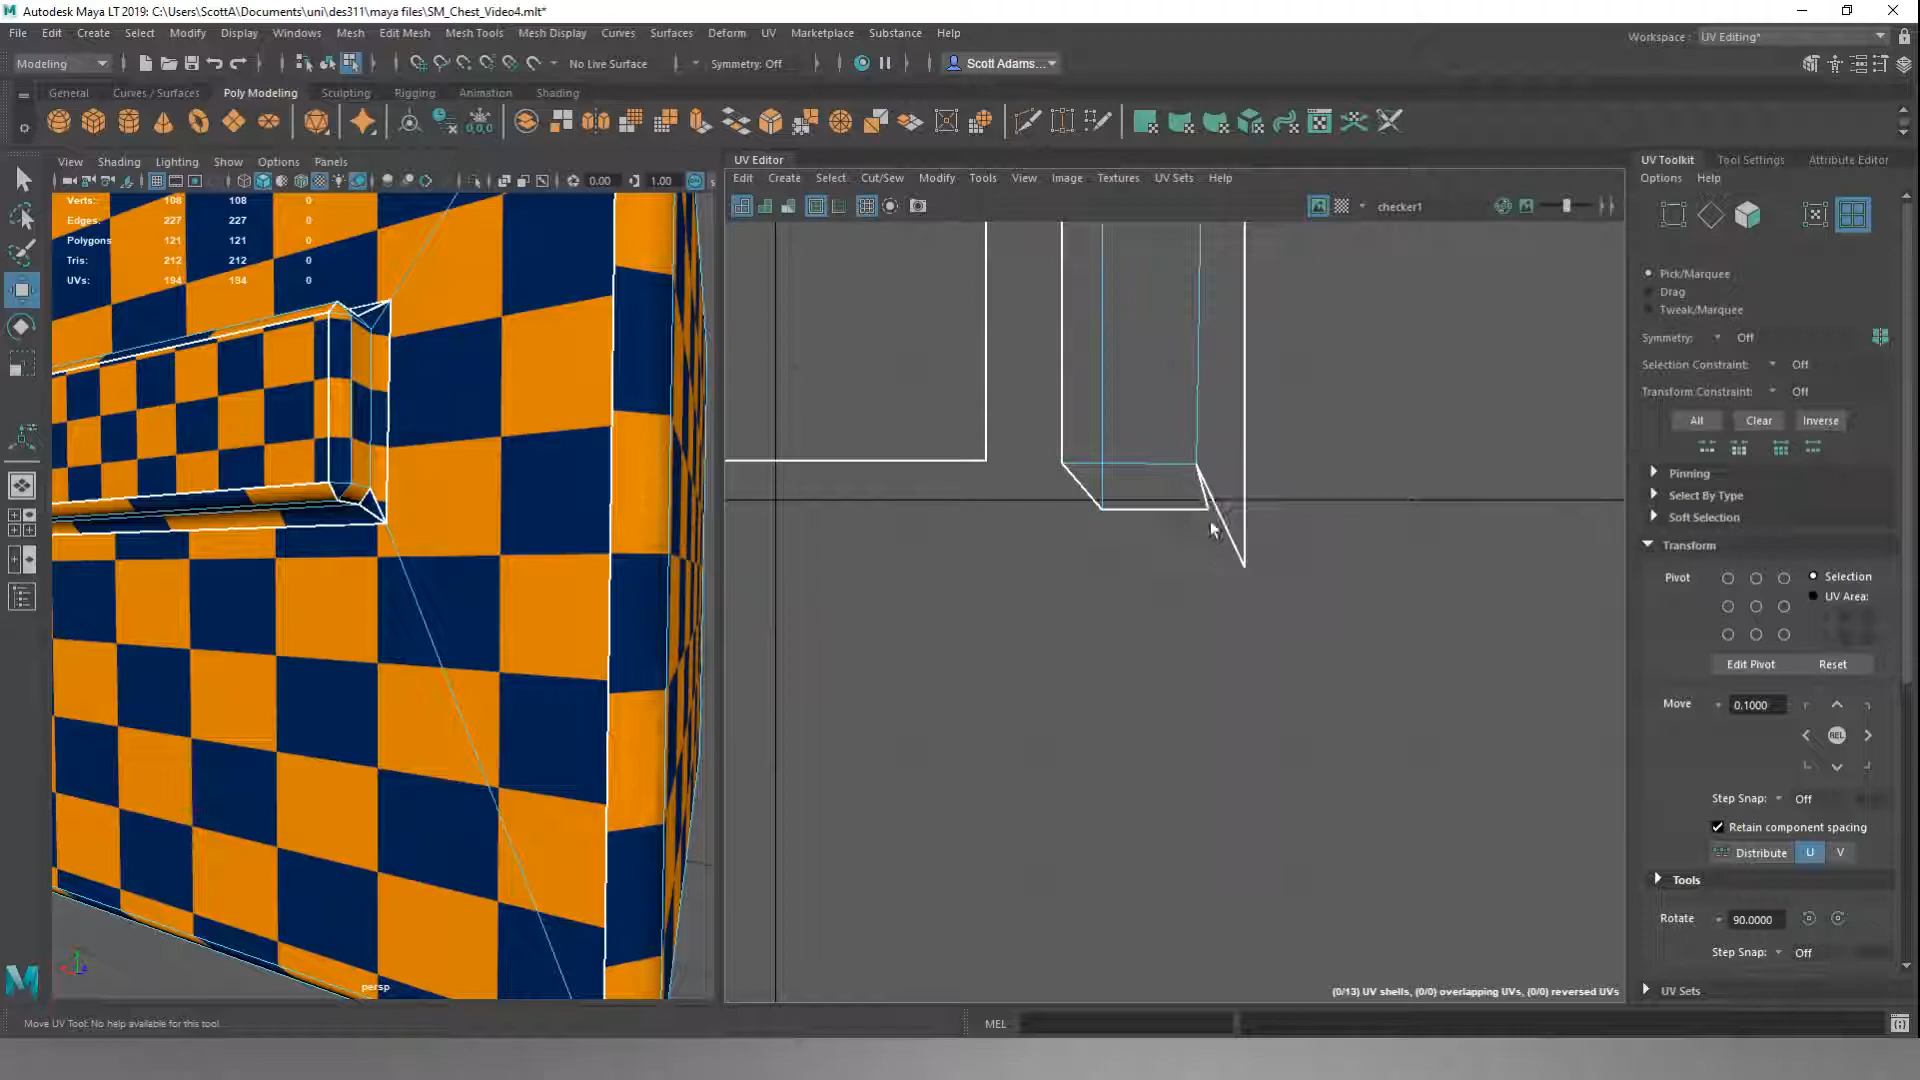 Autodesk Maya LT 2019: C:\Users\ScottA\Documents\uni\des311\maya files\SM_Chest_Video4.mlt*
File Edit Create Select Modify Display Windows Mesh Edit Mesh Mesh Tools Mesh Display Curves Surfaces Deform UV Marketplace Substance Help
Workspace : UV Editing*
Modeling No Live Surface Symmetry: Off Scott Adams...
General Curves / Surfaces Poly Modeling Sculpting Rigging Animation Shading
0,0,0
View Shading Lighting Show Options Panels
0.00 1.00
Verts: 108 108 0
Edges: 227 227 0
Polygons 121 121 0
Tris: 212 212 0
UVs: 194 194 0
persp
UV Editor
Edit Create Select Cut/Sew Modify Tools View Image Textures UV Sets Help
checker1
(0/13) UV shells, (0/0) overlapping UVs, (0/0) reversed UVs
UV Toolkit Tool Settings Attribute Editor
Options Help
Pick/Marquee
Drag
Tweak/Marquee
Symmetry: Off
Selection Constraint: Off
Transform Constraint: Off
All Clear Inverse
Pinning
Select By Type
Soft Selection
Transform
Pivot Selection
UV Area:
Edit Pivot Reset
Move 0.1000
REL
Step Snap: Off
Retain component spacing
Distribute U V
Tools
Rotate 90.0000
Step Snap: Off
UV Sets
Move UV Tool: No help available for this tool
MEL